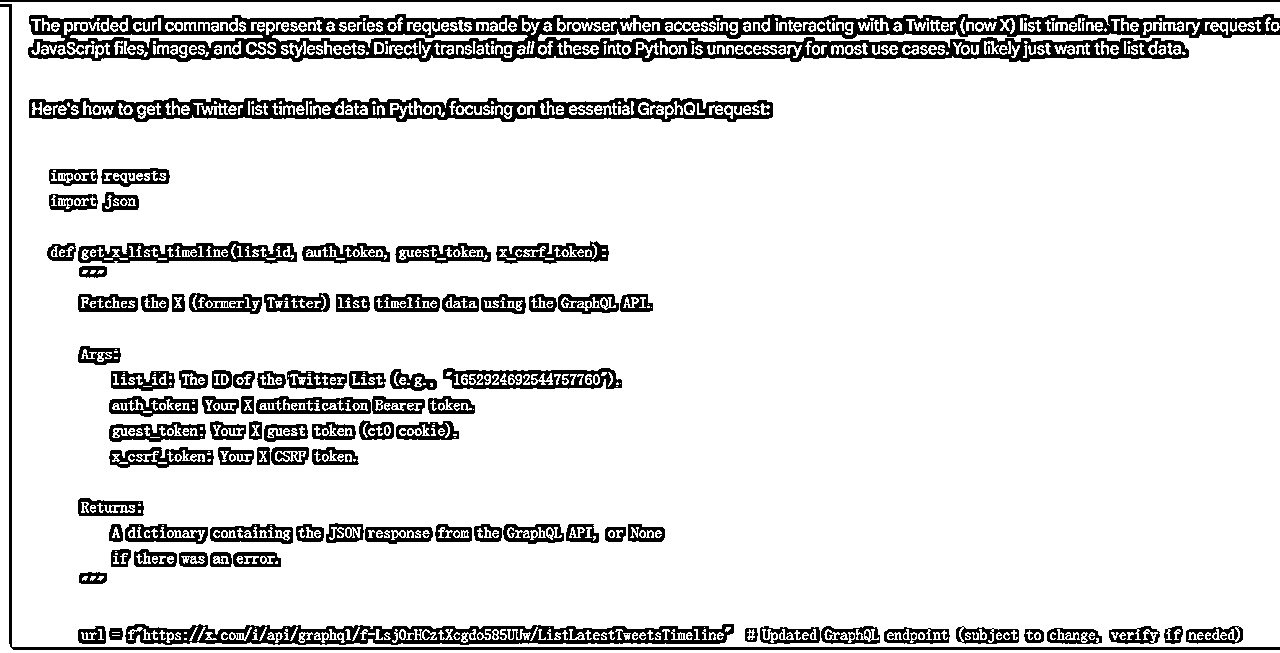 The provided curl commands represent a series of requests made by a browser when accessing and interacting with a Twitter (now X) list timeline. The primary request fo
JavaScript files, images, and CSS stylesheets. Directly translating all of these into Python is unnecessary for most use cases. You likely just want the list data.
Here's how to get the Twitter list timeline data in Python, focusing on the essential GraphQL request:
import requests
import json
def get_x_list_timeline(list_id, auth_token, guest_token, x_csrf_token):
"""
Fetches the X (formerly Twitter) list timeline data using the GraphQL API.
Args:
list_id: The ID of the Twitter List (e.g., "1652924692544757760").
auth_token: Your X authentication Bearer token.
guest_token: Your X guest token (ct0 cookie).
x_csrf_token: Your X CSRF token.
Returns:
A dictionary containing the JSON response from the GraphQL API, or None
if there was an error.
"""
url = f"https://x.com/i/api/graphql/f-LsjOrHCztXcgdo585UUw/ListLatestTweetsTimeline" # Updated GraphQL endpoint (subject to change, verify if needed)